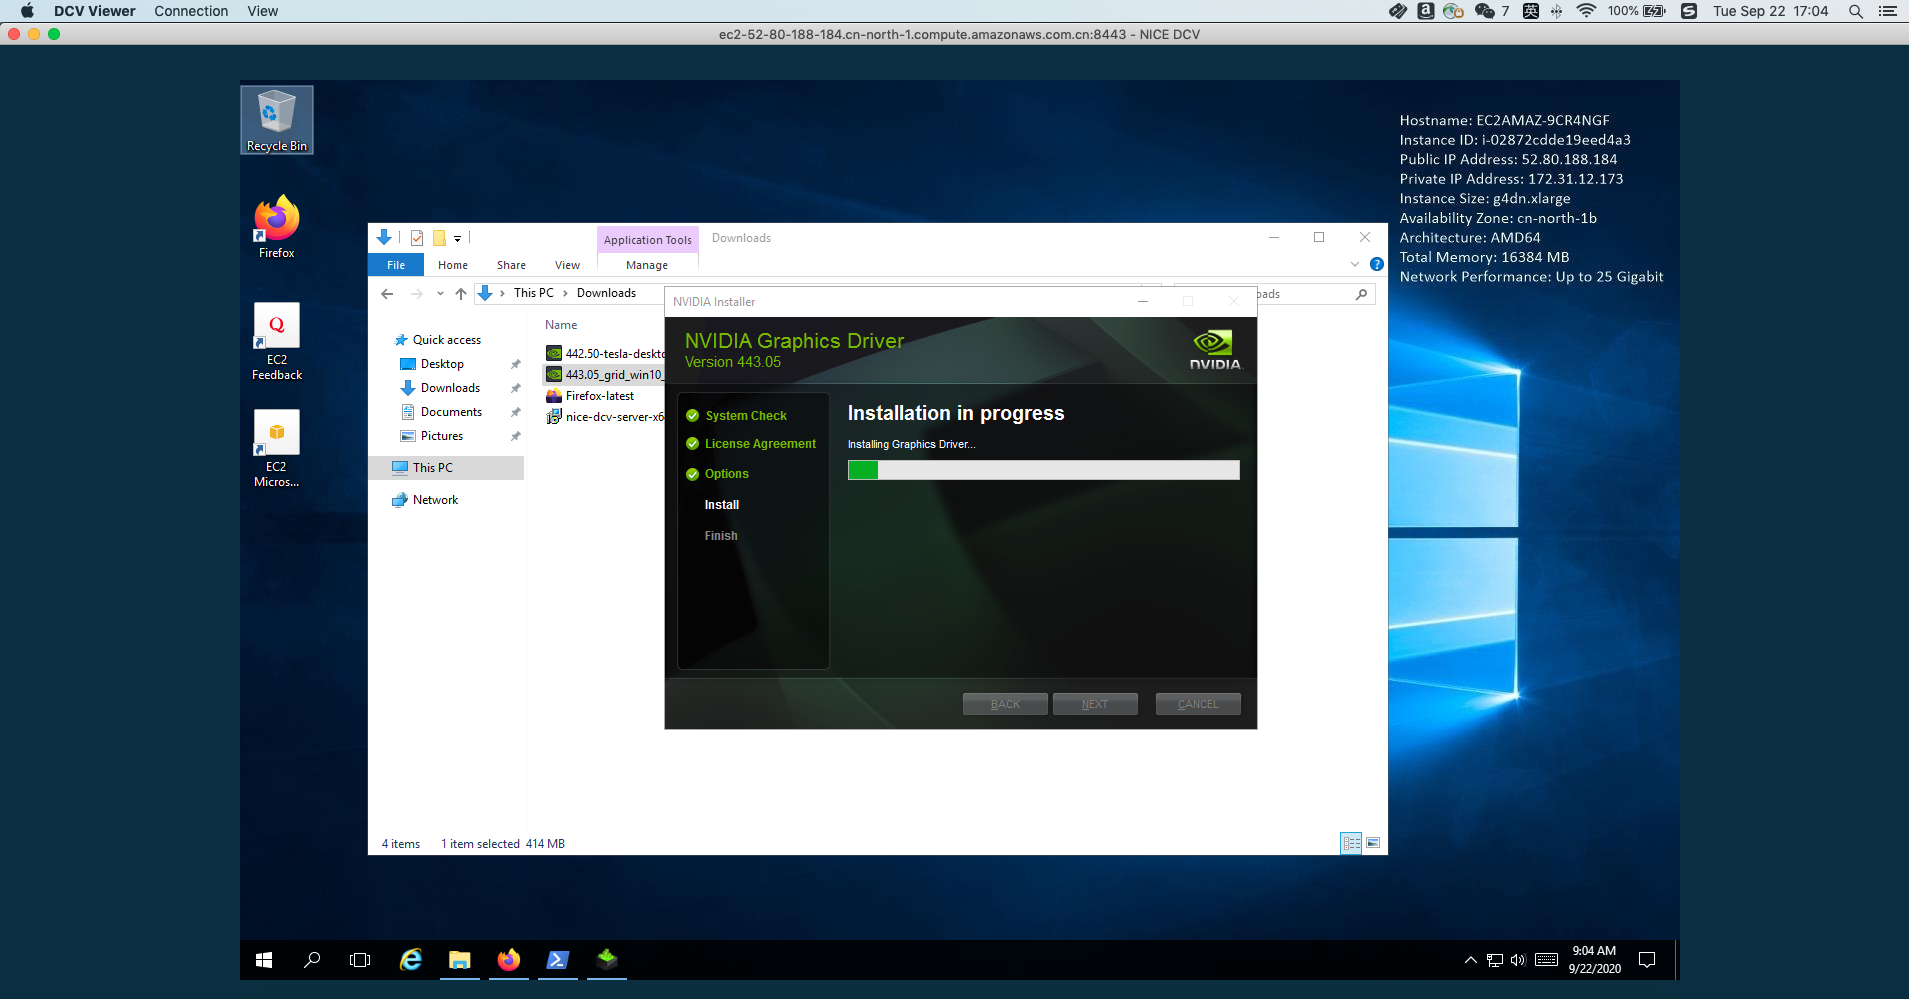 DCV Viewer Connection View
7 英 100% Tue Sep 22 17:04
ec2-52-80-188-184.cn-north-1.compute.amazonaws.com.cn:8443 - NICE DCV
Recycle Bin
Firefox
EC2
Feedback
EC2
Micros...
Hostname: EC2AMAZ-9CR4NGF
Instance ID: i-02872cdde19eed4a3
Public IP Address: 52.80.188.184
Private IP Address: 172.31.12.173
Instance Size: g4dn.xlarge
Availability Zone: cn-north-1b
Architecture: AMD64
Total Memory: 16384 MB
Network Performance: Up to 25 Gigabit
Application Tools Downloads
File Home Share View Manage
This PC Downloads
Quick access
Desktop
Downloads
Documents
Pictures
This PC
Network
Name
442.50-tesla-deskto
443.05_grid_win10_
Firefox-latest
nice-dcv-server-x6
4 items 1 item selected 414 MB
NVIDIA Installer
NVIDIA Graphics Driver
Version 443.05
NVIDIA.
System Check
License Agreement
Options
Install
Finish
Installation in progress
Installing Graphics Driver...
BACK NEXT CANCEL
9:04 AM
9/22/2020